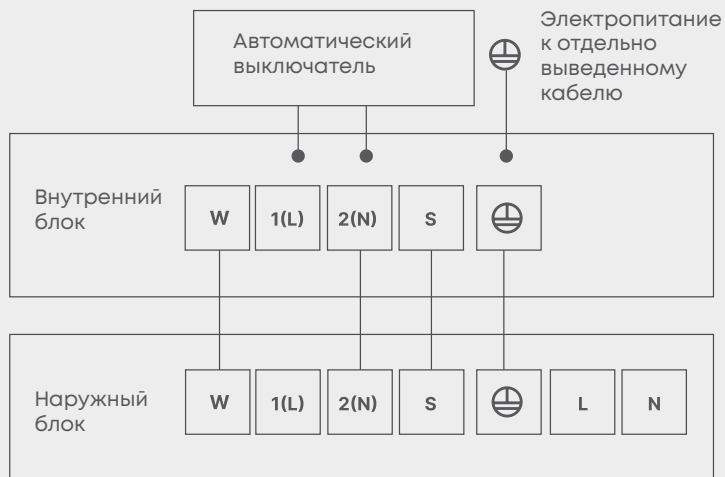 Автоматический
выключатель
Электропитание
к отдельно
выведенному
кабелю
Внутренний
блок
W 1(L) 2(N) S
Наружный
блок
W 1(L) 2(N) S L N